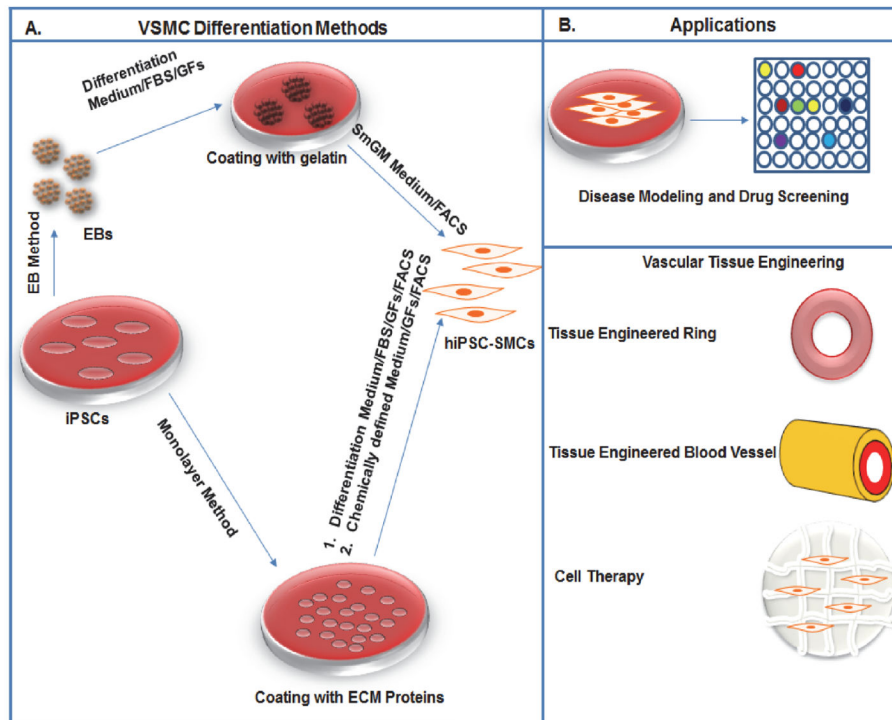 A.
VSMC Differentiation Methods
Differentiation
Medium/FBS/GFs
Coating with gelatin
SmGM Medium/FACS
EBs
EB Method
iPSCs
Monolayer Method
1. Differentiation Medium/FBS/GFs/FACS
2. Chemically defined Medium/GFs/FACS
hiPSC-SMCs
Coating with ECM Proteins
B.
Applications
Disease Modeling and Drug Screening
Vascular Tissue Engineering
Tissue Engineered Ring
Tissue Engineered Blood Vessel
Cell Therapy